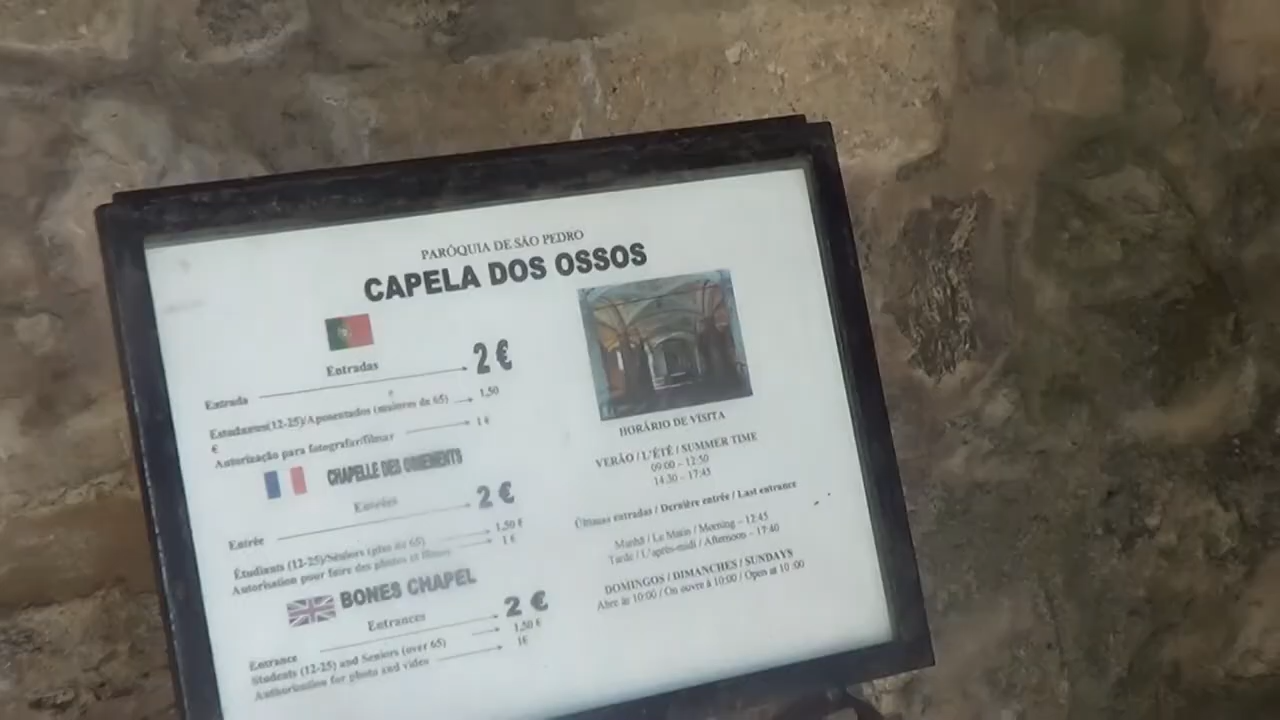 PARÓQUIA DE SÃO PEDRO
CAPELA DOS OSSOS
Entradas
Entrada 2 €
Estudantes(12-25)/Aposentados (maiores de 65) 1,50
€
Autorização para fotografar/filmar 1 €
CHAPELLE DES OSSEMENTS
Entrées
Entrée 2 €
Étudiants (12-25)/Séniors (plus de 65) 1,50 €
Autorisation pour faire des photos et filmes 1 €
BONES CHAPEL
Entrances
Entrance 2 €
Students (12-25) and Seniors (over 65) 1,50 €
Authorization for photo and video 1€
HORÁRIO DE VISITA
VERÃO / L'ÉTÉ / SUMMER TIME
09:00 – 12:50
14:30 – 17:45
Últimas entradas / Dernière entrée / Last entrance
Manhã / Le Matin / Morning – 12:45
Tarde / L'après-midi / Afternoon – 17:40
DOMINGOS / DIMANCHES / SUNDAYS
Abre às 10:00 / On ouvre à 10:00 / Open at 10 :00